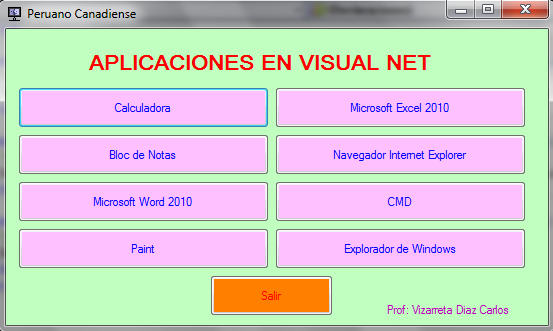 Peruano Canadiense
APLICACIONES EN VISUAL NET
Calculadora
Microsoft Excel 2010
Bloc de Notas
Navegador Internet Explorer
Microsoft Word 2010
CMD
Paint
Explorador de Windows
Salir
Prof: Vizarreta Diaz Carlos